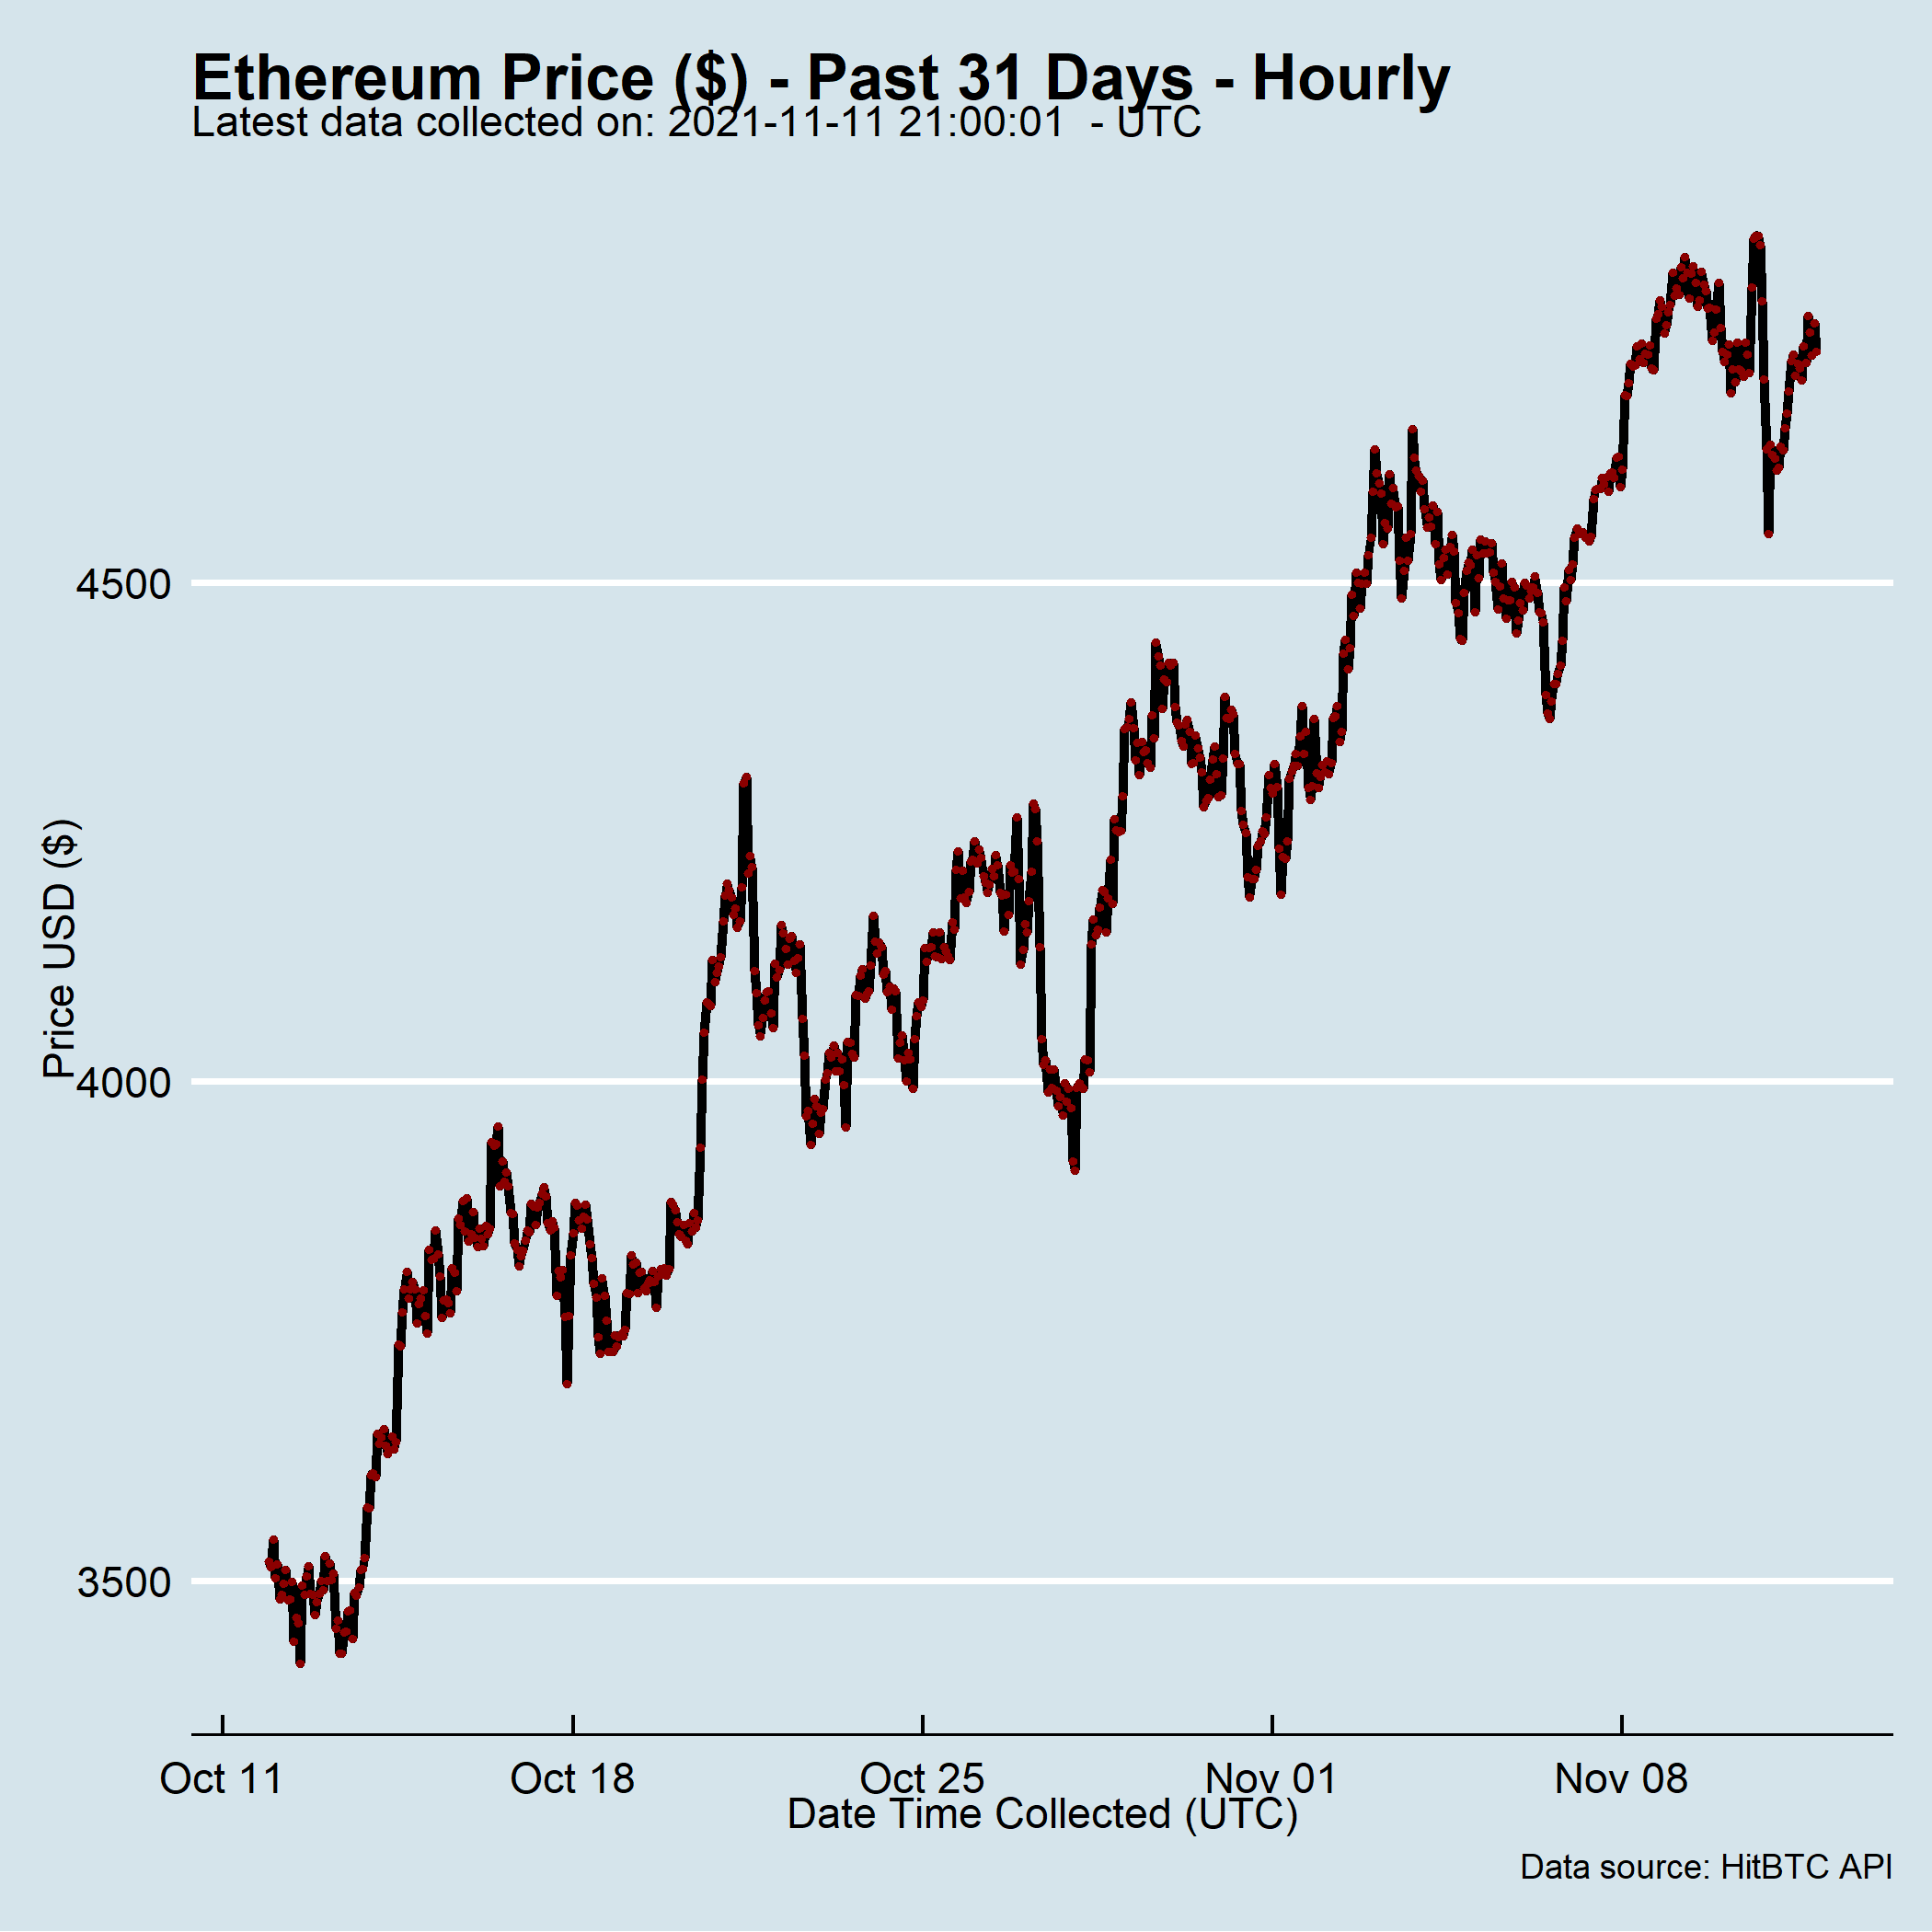 Ethereum Price ($) - Past 31 Days - Hourly
Latest data collected on: 2021-11-11 21:00:01  - UTC
Price USD ($)
4500
4000
3500
Oct 11
Oct 18
Oct 25
Nov 01
Nov 08
Date Time Collected (UTC)
Data source: HitBTC API